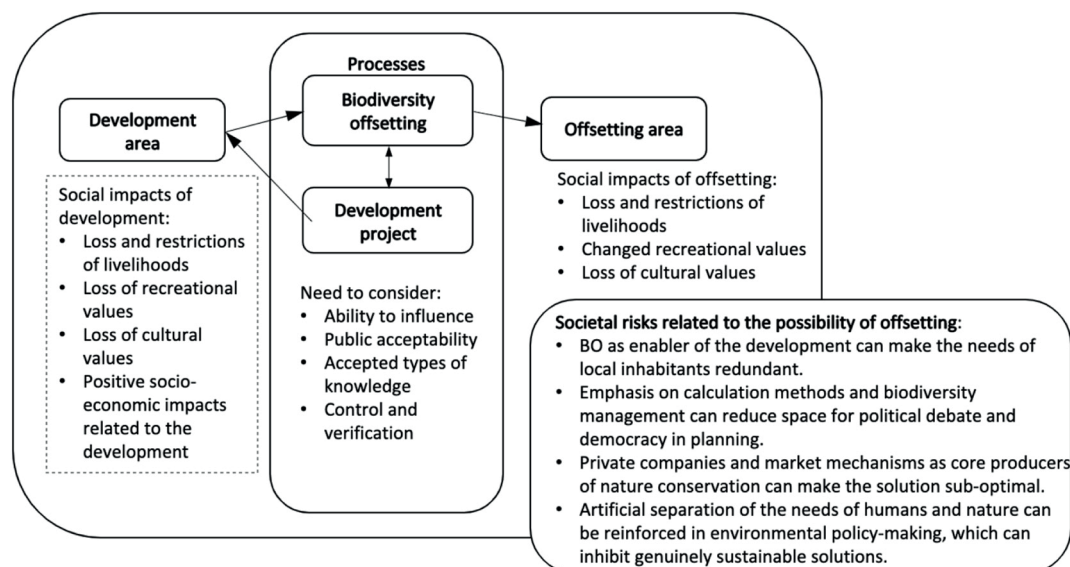 Processes
Development
area
Biodiversity
offsetting
Offsetting area
Development
project
Social impacts of
development:
• Loss and restrictions
of livelihoods
• Loss of recreational
values
• Loss of cultural
values
• Positive socio-
economic impacts
related to the
development
Need to consider:
• Ability to influence
• Public acceptability
• Accepted types of
knowledge
• Control and
verification
Social impacts of offsetting:
• Loss and restrictions of
livelihoods
• Changed recreational values
• Loss of cultural values
Societal risks related to the possibility of offsetting:
• BO as enabler of the development can make the needs of
local inhabitants redundant.
• Emphasis on calculation methods and biodiversity
management can reduce space for political debate and
democracy in planning.
• Private companies and market mechanisms as core producers
of nature conservation can make the solution sub-optimal.
• Artificial separation of the needs of humans and nature can
be reinforced in environmental policy-making, which can
inhibit genuinely sustainable solutions.